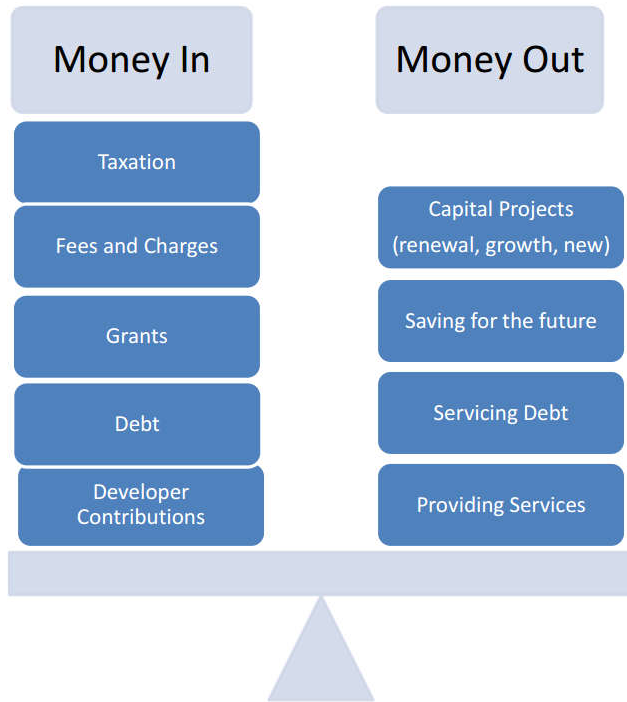 Money In
Taxation
Fees and Charges
Grants
Debt
Developer
Contributions
Money Out
Capital Projects
(renewal, growth, new)
Saving for the future
Servicing Debt
Providing Services